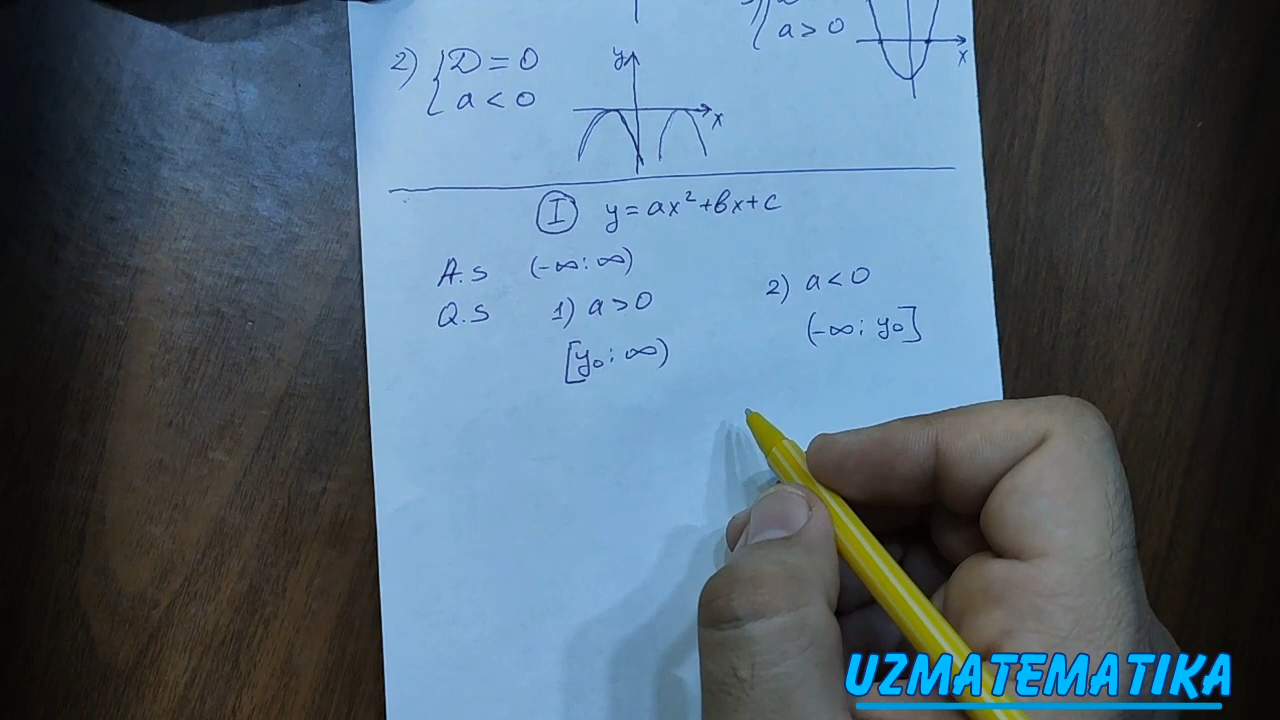 a > 0
x
2) { D = 0
a < 0
y
x
I y = ax² + bx + c
A.S (-∞; ∞)
Q.S 1) a > 0
[y₀; ∞)
2) a < 0
(-∞; y₀]
UZMATEMATIKA